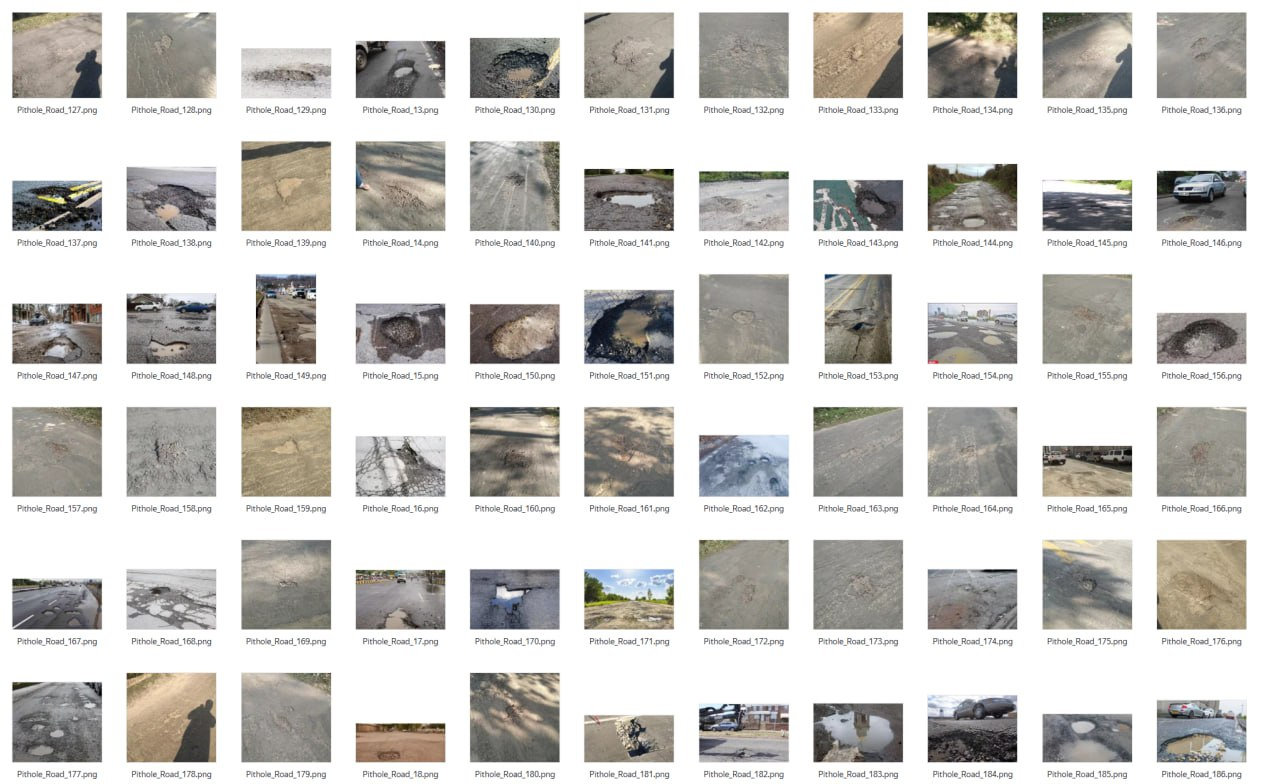 Pithole_Road_127.png Pithole_Road_128.png Pithole_Road_129.png Pithole_Road_13.png Pithole_Road_130.png Pithole_Road_131.png Pithole_Road_132.png Pithole_Road_133.png Pithole_Road_134.png Pithole_Road_135.png Pithole_Road_136.png
Pithole_Road_137.png Pithole_Road_138.png Pithole_Road_139.png Pithole_Road_14.png Pithole_Road_140.png Pithole_Road_141.png Pithole_Road_142.png Pithole_Road_143.png Pithole_Road_144.png Pithole_Road_145.png Pithole_Road_146.png
Pithole_Road_147.png Pithole_Road_148.png Pithole_Road_149.png Pithole_Road_15.png Pithole_Road_150.png Pithole_Road_151.png Pithole_Road_152.png Pithole_Road_153.png Pithole_Road_154.png Pithole_Road_155.png Pithole_Road_156.png
Pithole_Road_157.png Pithole_Road_158.png Pithole_Road_159.png Pithole_Road_16.png Pithole_Road_160.png Pithole_Road_161.png Pithole_Road_162.png Pithole_Road_163.png Pithole_Road_164.png Pithole_Road_165.png Pithole_Road_166.png
Pithole_Road_167.png Pithole_Road_168.png Pithole_Road_169.png Pithole_Road_17.png Pithole_Road_170.png Pithole_Road_171.png Pithole_Road_172.png Pithole_Road_173.png Pithole_Road_174.png Pithole_Road_175.png Pithole_Road_176.png
Pithole_Road_177.png Pithole_Road_178.png Pithole_Road_179.png Pithole_Road_18.png Pithole_Road_180.png Pithole_Road_181.png Pithole_Road_182.png Pithole_Road_183.png Pithole_Road_184.png Pithole_Road_185.png Pithole_Road_186.png